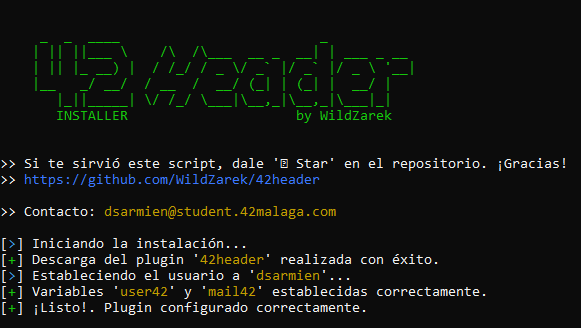 42 Header
INSTALLER by WildZarek
>> Si te sirvió este script, dale '⍰ Star' en el repositorio. ¡Gracias!
>> https://github.com/WildZarek/42header
>> Contacto: dsarmien@student.42malaga.com
[>] Iniciando la instalación...
[+] Descarga del plugin '42header' realizada con éxito.
[>] Estableciendo el usuario a 'dsarmien'...
[+] Variables 'user42' y 'mail42' establecidas correctamente.
[+] ¡Listo!. Plugin configurado correctamente.